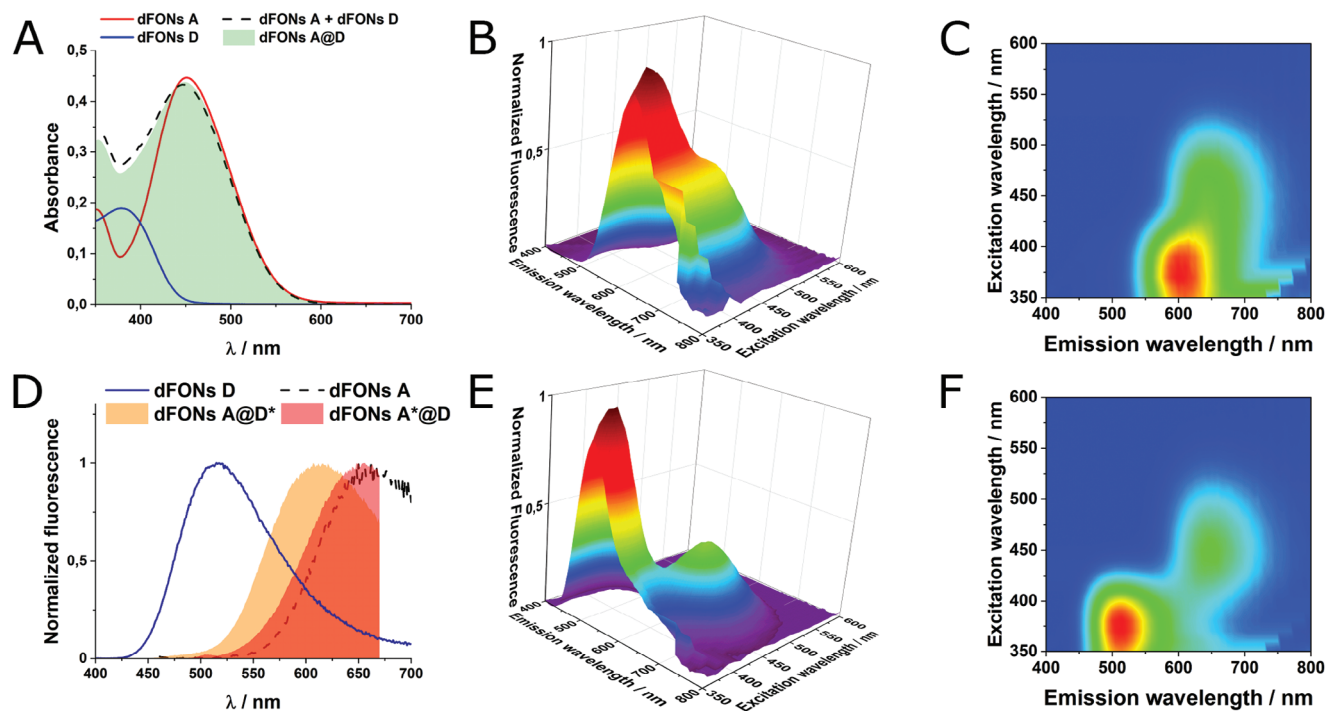 A
dFONs A
dFONs A + dFONs D
dFONs D
dFONs A@D
0,5
0,4
0,3
0,2
0,1
0,0
Absorbance
400
500
600
700
λ / nm
B
Normalized Fluorescence
1
0,5
400
500
600
700
800
Emission wavelength / nm
350
400
450
500
550
600
Excitation wavelength / nm
C
Excitation wavelength / nm
600
550
500
450
400
350
400
500
600
700
800
Emission wavelength / nm
D
dFONs D
dFONs A
dFONs A@D*
dFONs A*@D
Normalized fluorescence
1
0,5
0
400
450
500
550
600
650
700
λ / nm
E
Normalized Fluorescence
1
0,5
400
500
600
700
800
Emission wavelength / nm
350
400
450
500
550
600
Excitation wavelength / nm
F
Excitation wavelength / nm
600
550
500
450
400
350
400
500
600
700
800
Emission wavelength / nm